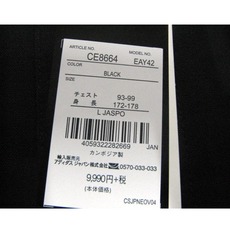 ARTICLE NO. MODEL NO.
CE8664 EAY42
COLOR
BLACK
SIZE
チェスト 93-99
身 長 172-178
L JASPO
4059322282669
カンボジア製
輸入販売元
アディダス ジャパン株式会社 0570-033-033
9,990円+税
(本体価格)
CSJPNEOV04